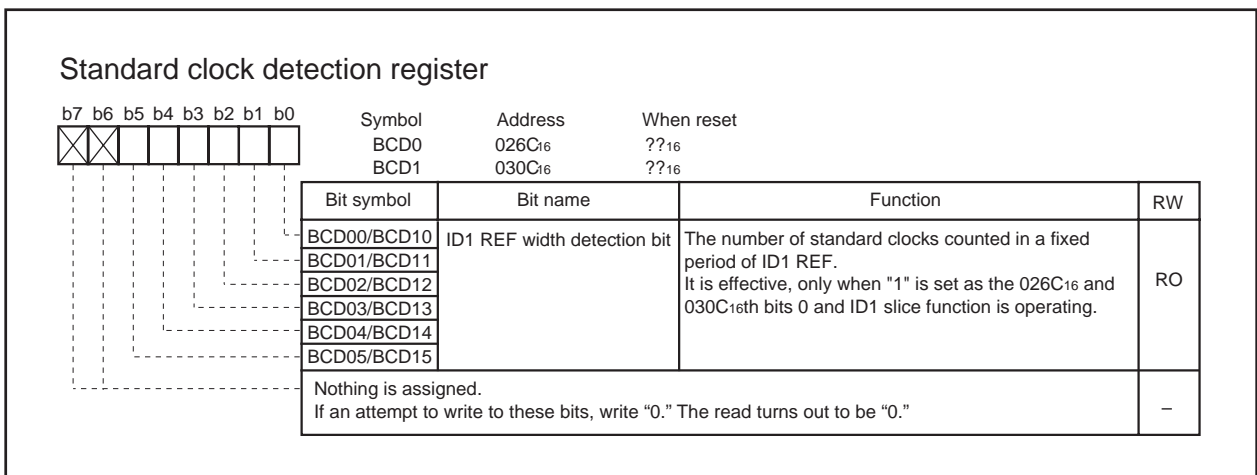 Standard clock detection register
b7 b6 b5 b4 b3 b2 b1 b0
Symbol Address When reset
BCD0 026C16 ??16
BCD1 030C16 ??16
Bit symbol Bit name Function RW
BCD00/BCD10 ID1 REF width detection bit The number of standard clocks counted in a fixed
BCD01/BCD11 period of ID1 REF.
BCD02/BCD12 It is effective, only when "1" is set as the 026C16 and RO
BCD03/BCD13 030C16th bits 0 and ID1 slice function is operating.
BCD04/BCD14
BCD05/BCD15
Nothing is assigned.
If an attempt to write to these bits, write “0.” The read turns out to be “0.” –